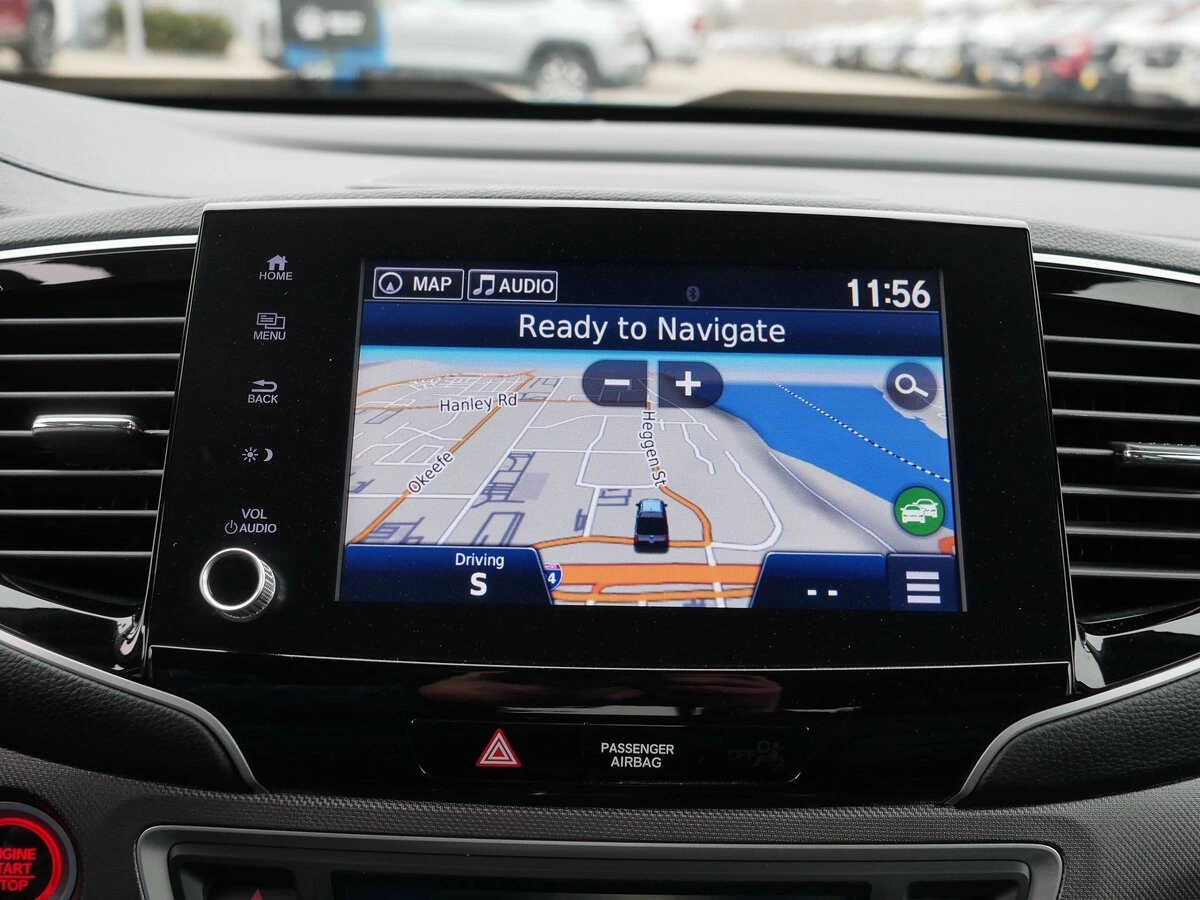 HOME
MENU
BACK
VOL
AUDIO
MAP
AUDIO
11:56
Ready to Navigate
− +
Hanley Rd
Heggen St
Okeefe
Driving
S
4
- -
PASSENGER
AIRBAG
START